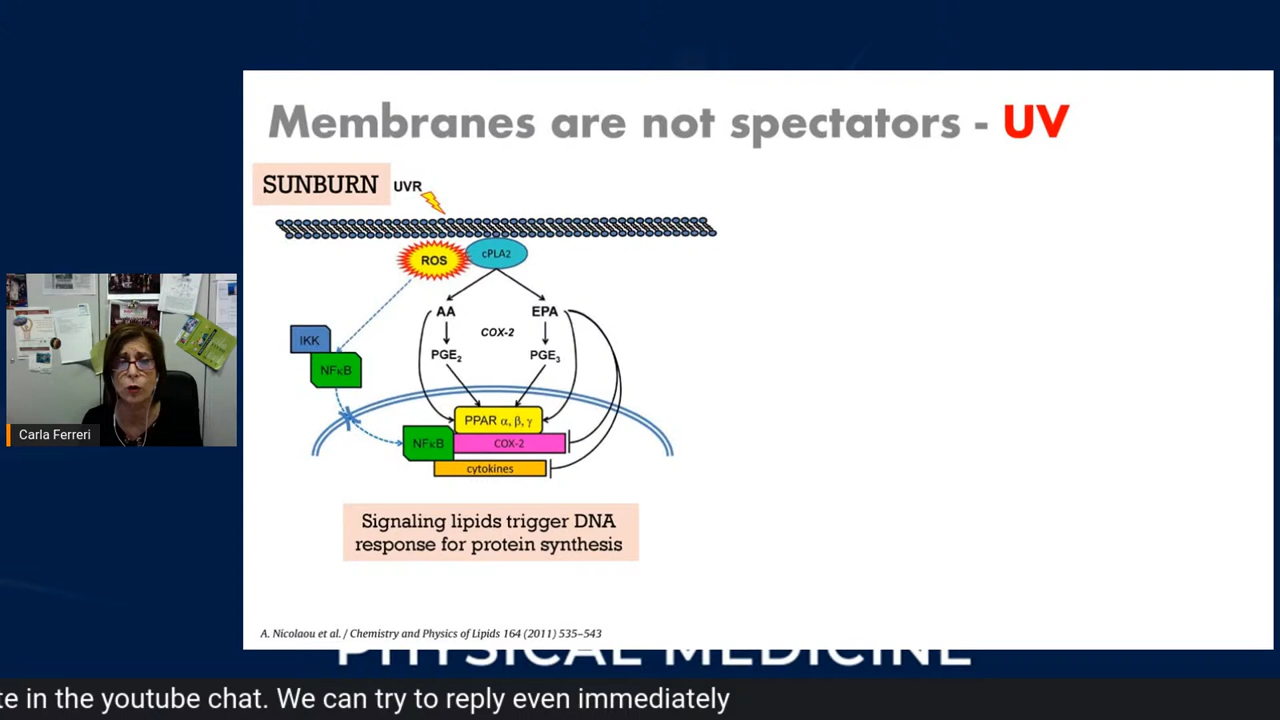 Membranes are not spectators - UV
SUNBURN
UVR
ROS
cPLA2
AA
EPA
COX-2
IKK
NFκB
PGE2
PGE3
PPAR α, β, γ
NFκB
COX-2
cytokines
Carla Ferreri
Signaling lipids trigger DNA
response for protein synthesis
A. Nicolaou et al. / Chemistry and Physics of Lipids 164 (2011) 535–543
PHYSICAL MEDICINE
te in the youtube chat. We can try to reply even immediately